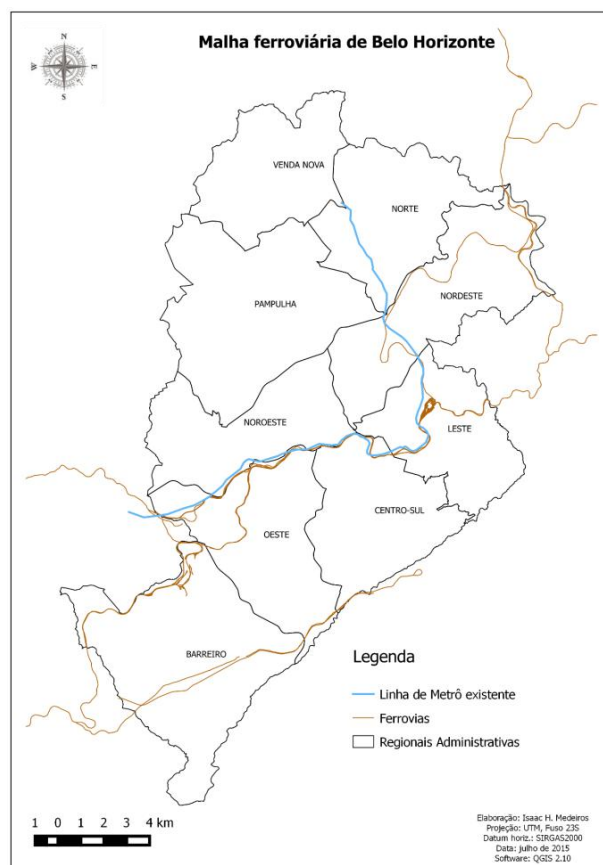 Malha ferroviária de Belo Horizonte
N
W
E
S
VENDA NOVA
NORTE
NORDESTE
PAMPULHA
NOROESTE
LESTE
CENTRO-SUL
OESTE
BARREIRO
Legenda
Linha de Metrô existente
Ferrovias
Regionais Administrativas
1 0 1 2 3 4 km
Elaboração: Isaac H. Medeiros
Projeção: UTM, Fuso 23S
Datum horiz.: SIRGAS2000
Data: julho de 2015
Software: QGIS 2.10